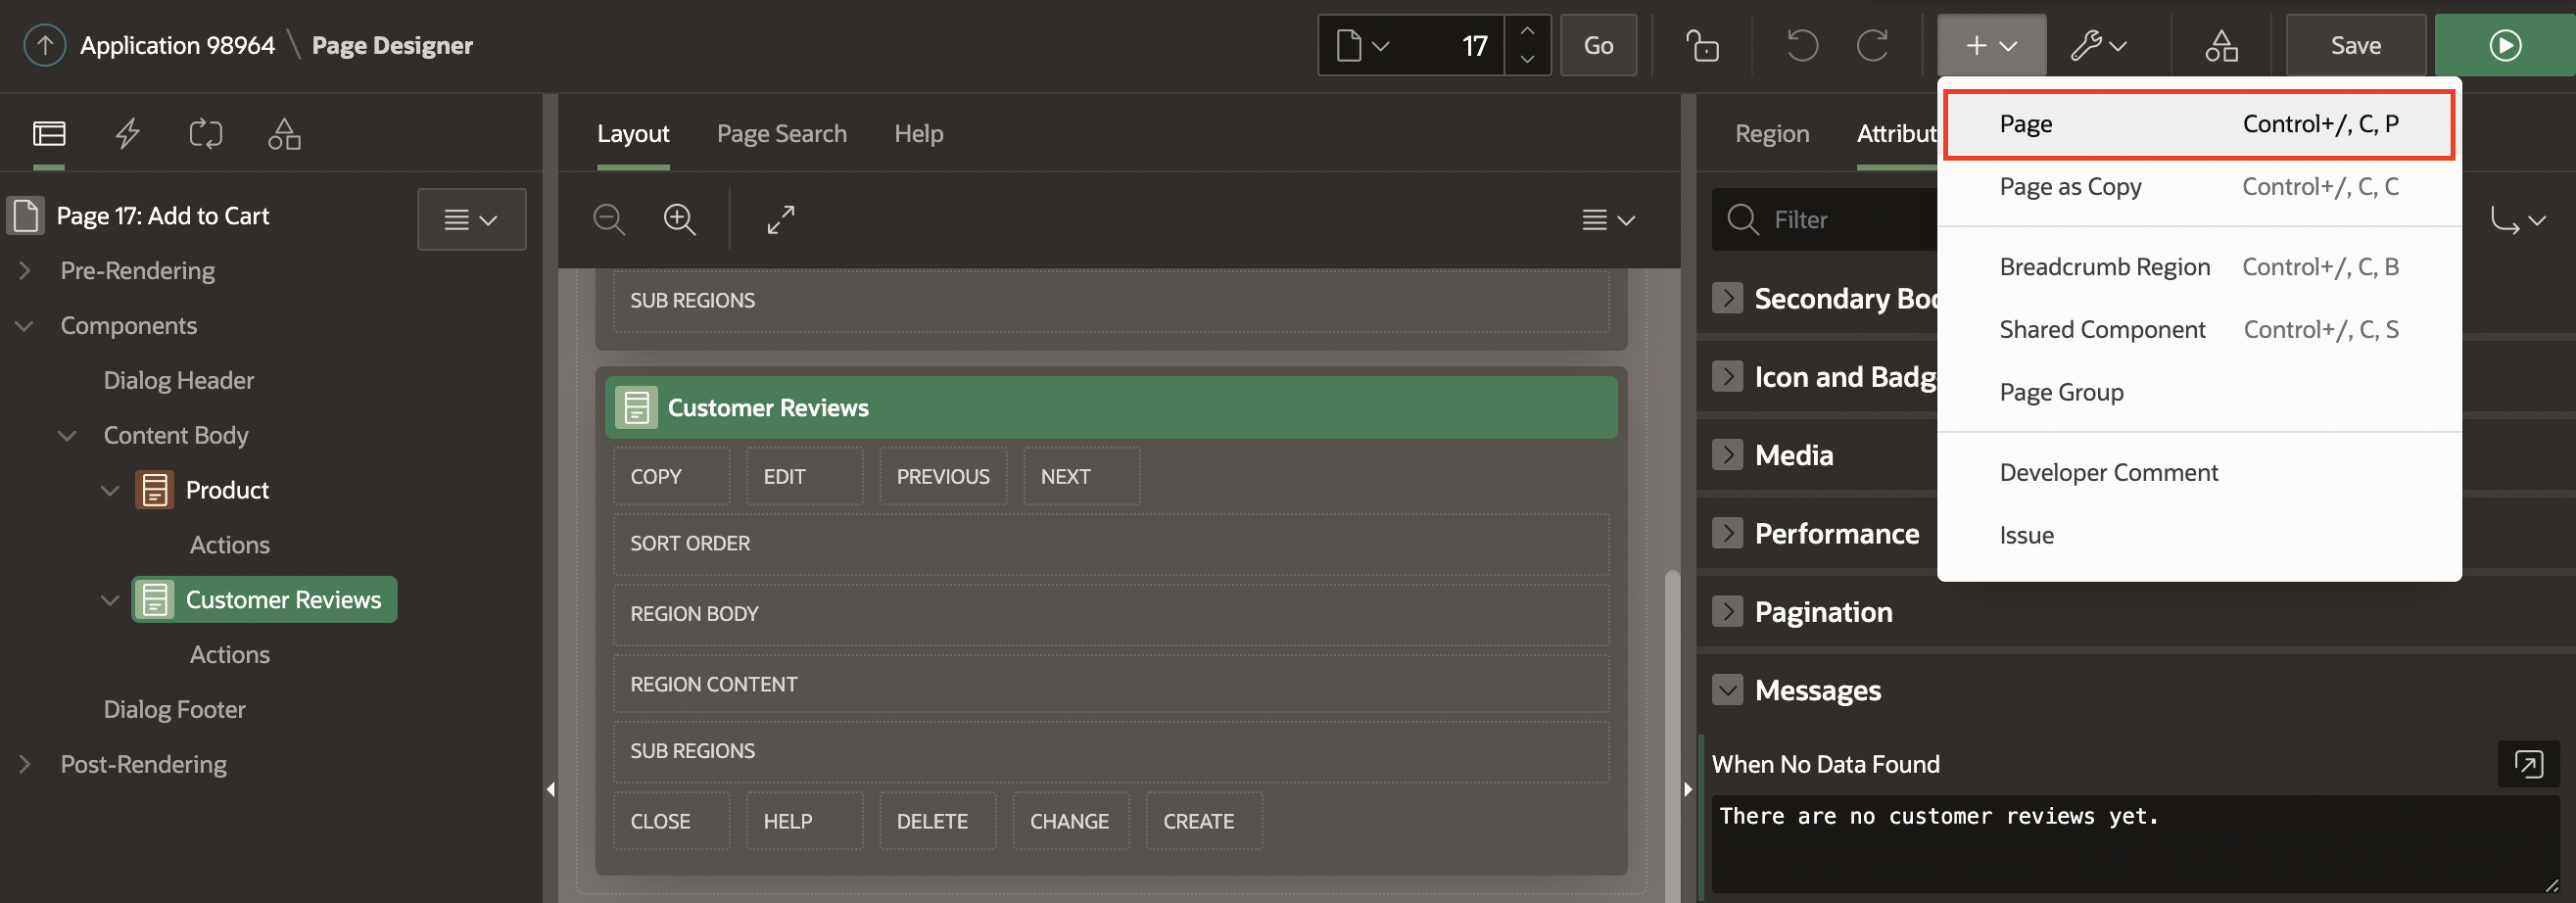 Application 98964 \ Page Designer
17
Go
Save
Layout
Page Search
Help
Region
Attribut
Page 17: Add to Cart
Pre-Rendering
Components
Dialog Header
Content Body
Product
Actions
Customer Reviews
Actions
Dialog Footer
Post-Rendering
SUB REGIONS
Customer Reviews
COPY
EDIT
PREVIOUS
NEXT
SORT ORDER
REGION BODY
REGION CONTENT
SUB REGIONS
CLOSE
HELP
DELETE
CHANGE
CREATE
Filter
Secondary Bo
Icon and Badg
Media
Performance
Pagination
Messages
When No Data Found
There are no customer reviews yet.
Page Control+/, C, P
Page as Copy Control+/, C, C
Breadcrumb Region Control+/, C, B
Shared Component Control+/, C, S
Page Group
Developer Comment
Issue